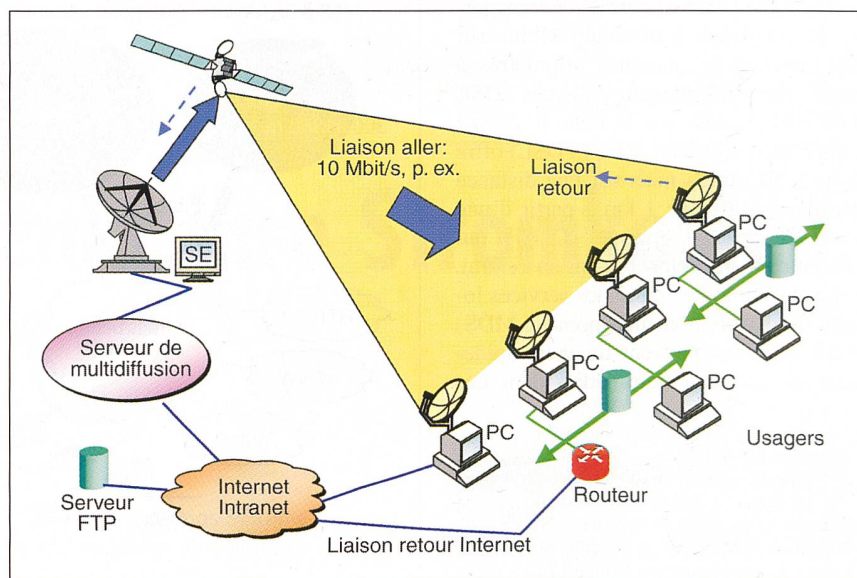 Liaison aller:
10 Mbit/s, p. ex.
Liaison
retour
PC
SE
PC
PC
PC
Serveur de
multidiffusion
PC
PC
Usagers
Internet
Intranet
Serveur
FTP
Routeur
Liaison retour Internet